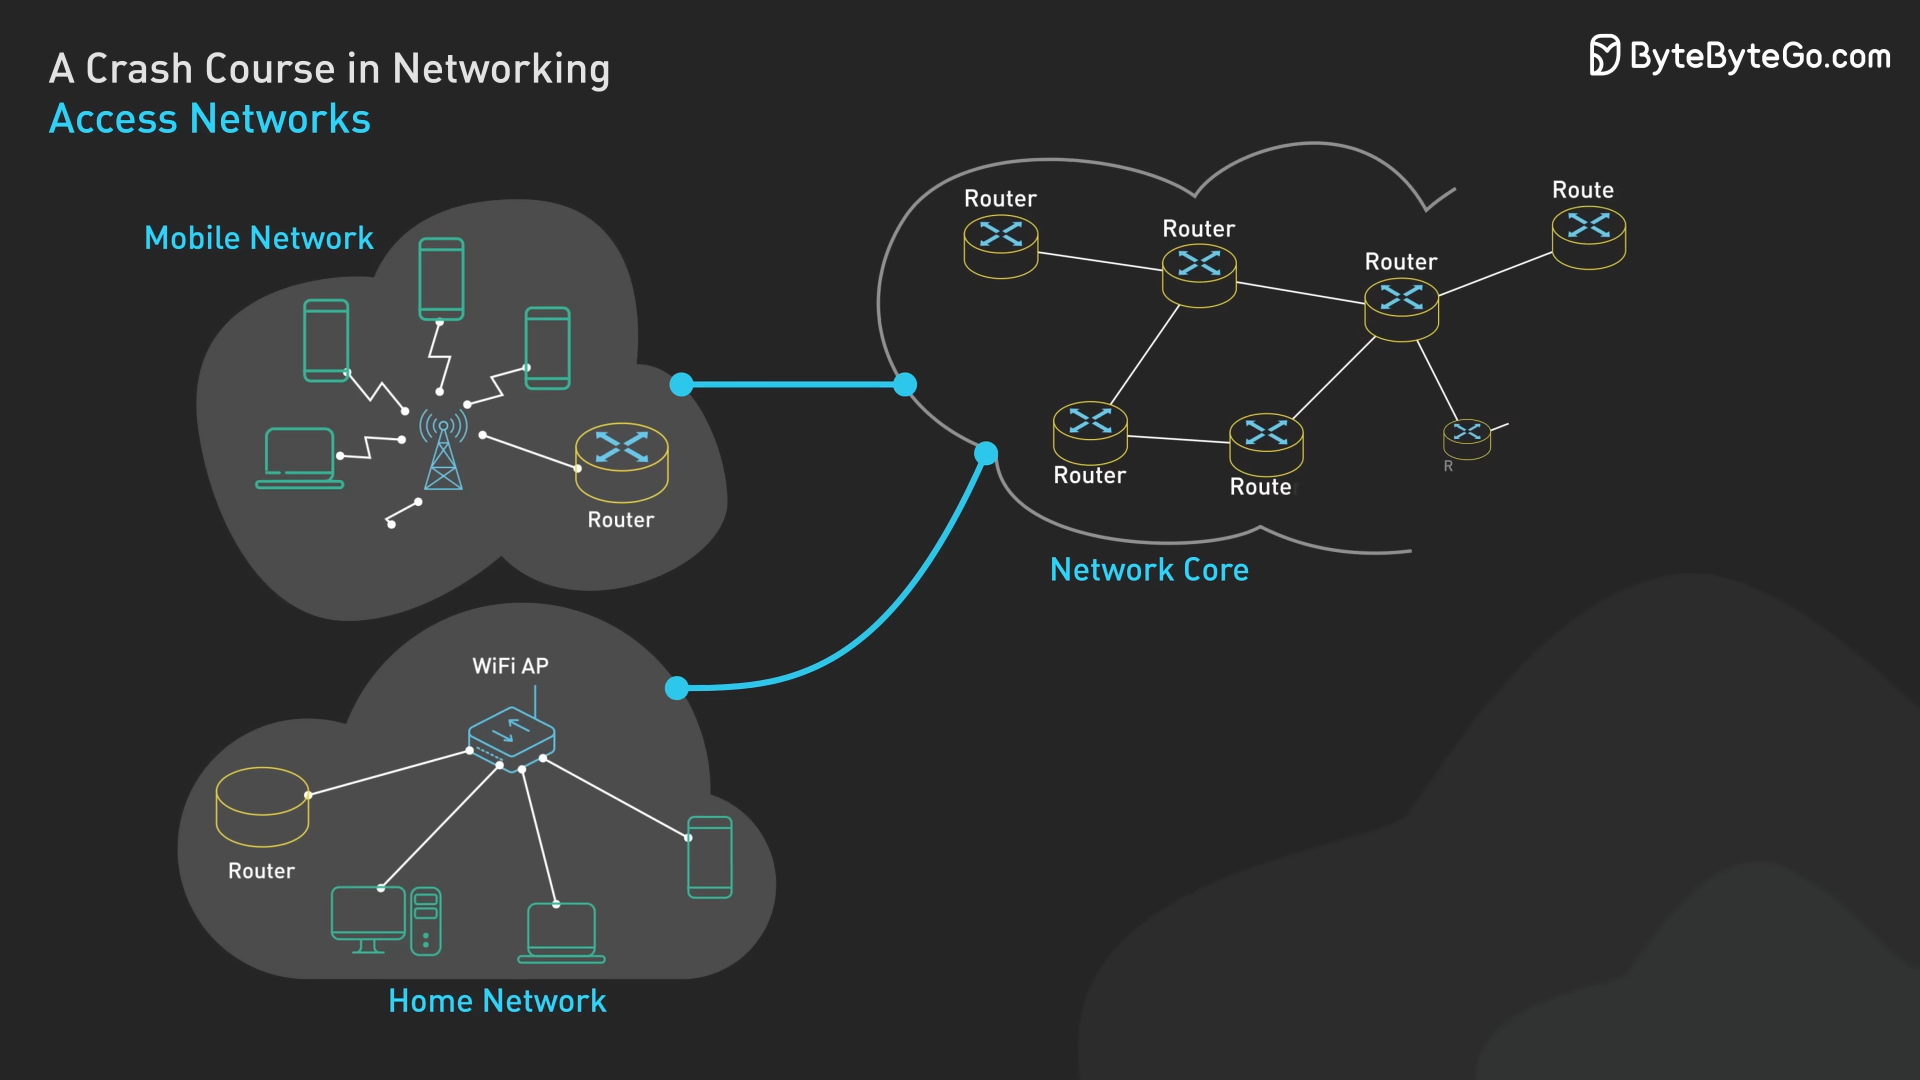 A Crash Course in Networking
Access Networks
ByteByteGo.com
Mobile Network
Router
WiFi AP
Router
Home Network
Router
Router
Router
Route
Router
Route
R
Network Core